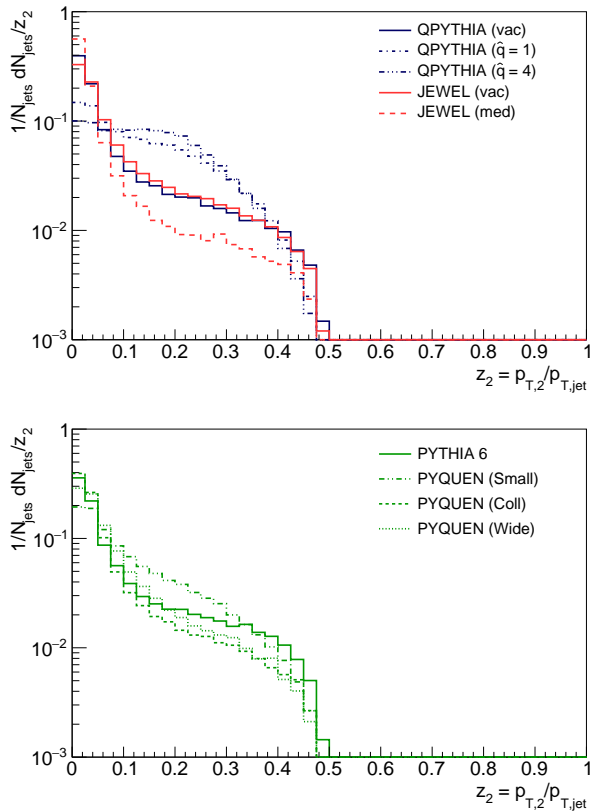 1/N_jets dN_jets/z_2
1
10^-1
10^-2
10^-3
QPYTHIA (vac)
QPYTHIA (q̂ = 1)
QPYTHIA (q̂ = 4)
JEWEL (vac)
JEWEL (med)
0 0.1 0.2 0.3 0.4 0.5 0.6 0.7 0.8 0.9 1
z_2 = p_T,2/p_T,jet
1/N_jets dN_jets/z_2
1
10^-1
10^-2
10^-3
PYTHIA 6
PYQUEN (Small)
PYQUEN (Coll)
PYQUEN (Wide)
0 0.1 0.2 0.3 0.4 0.5 0.6 0.7 0.8 0.9 1
z_2 = p_T,2/p_T,jet